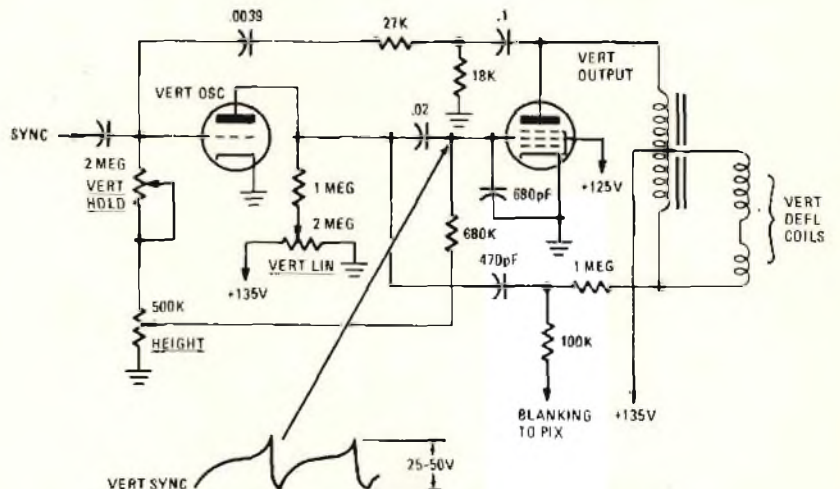 .0039
27K
.1
18K
VERT
OUTPUT
VERT OSC
.02
SYNC
2 MEG
VERT
HOLD
1 MEG
2 MEG
VERT LIN
+135V
680pF
+125V
680K
VERT
DEFL
COILS
470pF
1 MEG
500K
HEIGHT
100K
BLANKING
TO PIX
+135V
25-50V
VERT SYNC